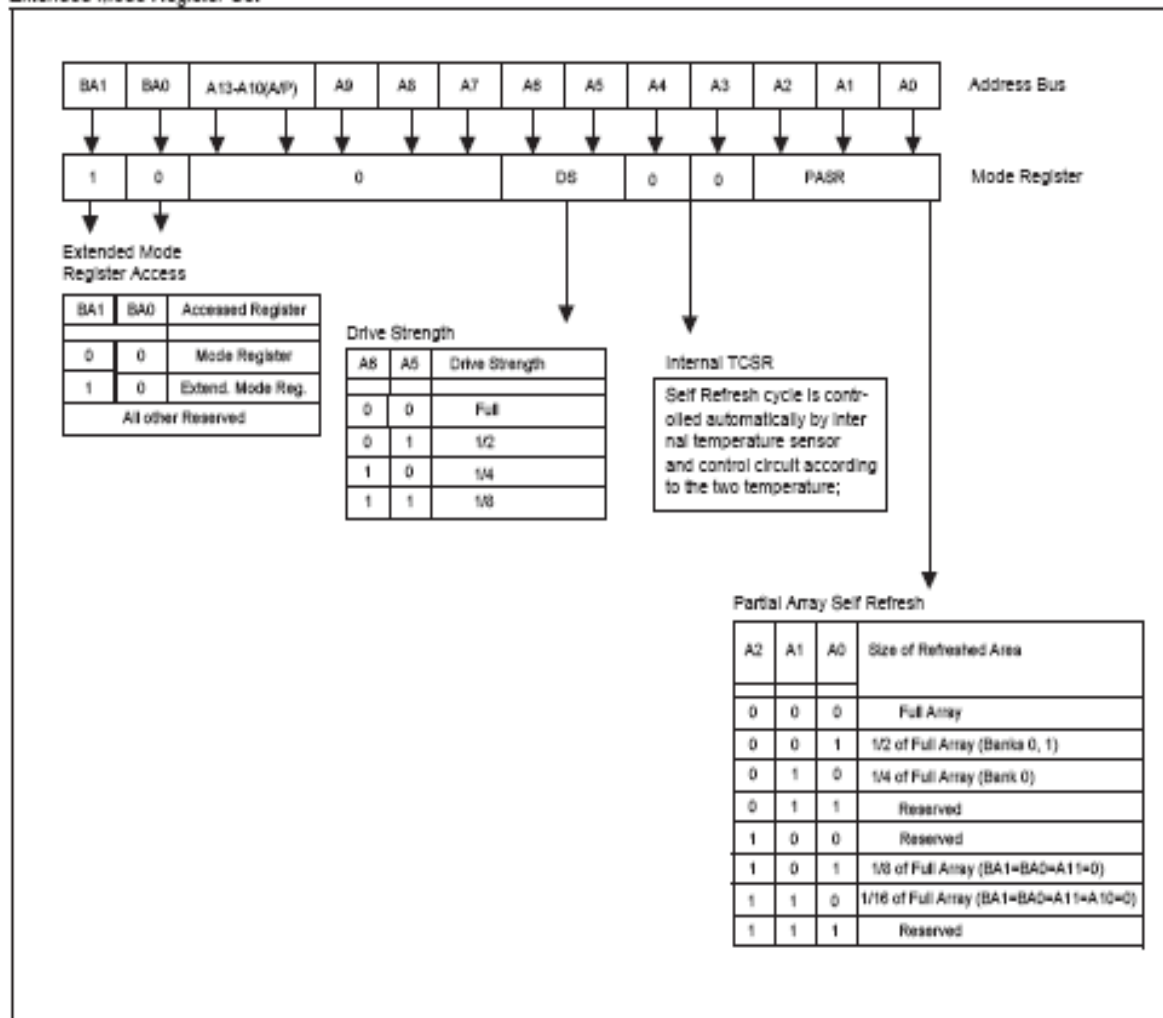 Extended Mode Register Set
BA1 BA0 A13-A10(A/P) A9 A8 A7 A6 A5 A4 A3 A2 A1 A0 Address Bus
1 0 0 DS 0 0 PASR Mode Register
Extended Mode
Register Access
BA1 BA0 Accessed Register
0 0 Mode Register
1 0 Extend. Mode Reg.
All other Reserved
Drive Strength
A6 A5 Drive Strength
0 0 Full
0 1 1/2
1 0 1/4
1 1 1/8
Internal TCSR
Self Refresh cycle is contr-
olled automatically by inter
nal temperature sensor
and control circuit according
to the two temperature;
Partial Array Self Refresh
A2 A1 A0 Size of Refreshed Area
0 0 0 Full Array
0 0 1 1/2 of Full Array (Banks 0, 1)
0 1 0 1/4 of Full Array (Bank 0)
0 1 1 Reserved
1 0 0 Reserved
1 0 1 1/8 of Full Array (BA1=BA0=A11=0)
1 1 0 1/16 of Full Array (BA1=BA0=A11=A10=0)
1 1 1 Reserved